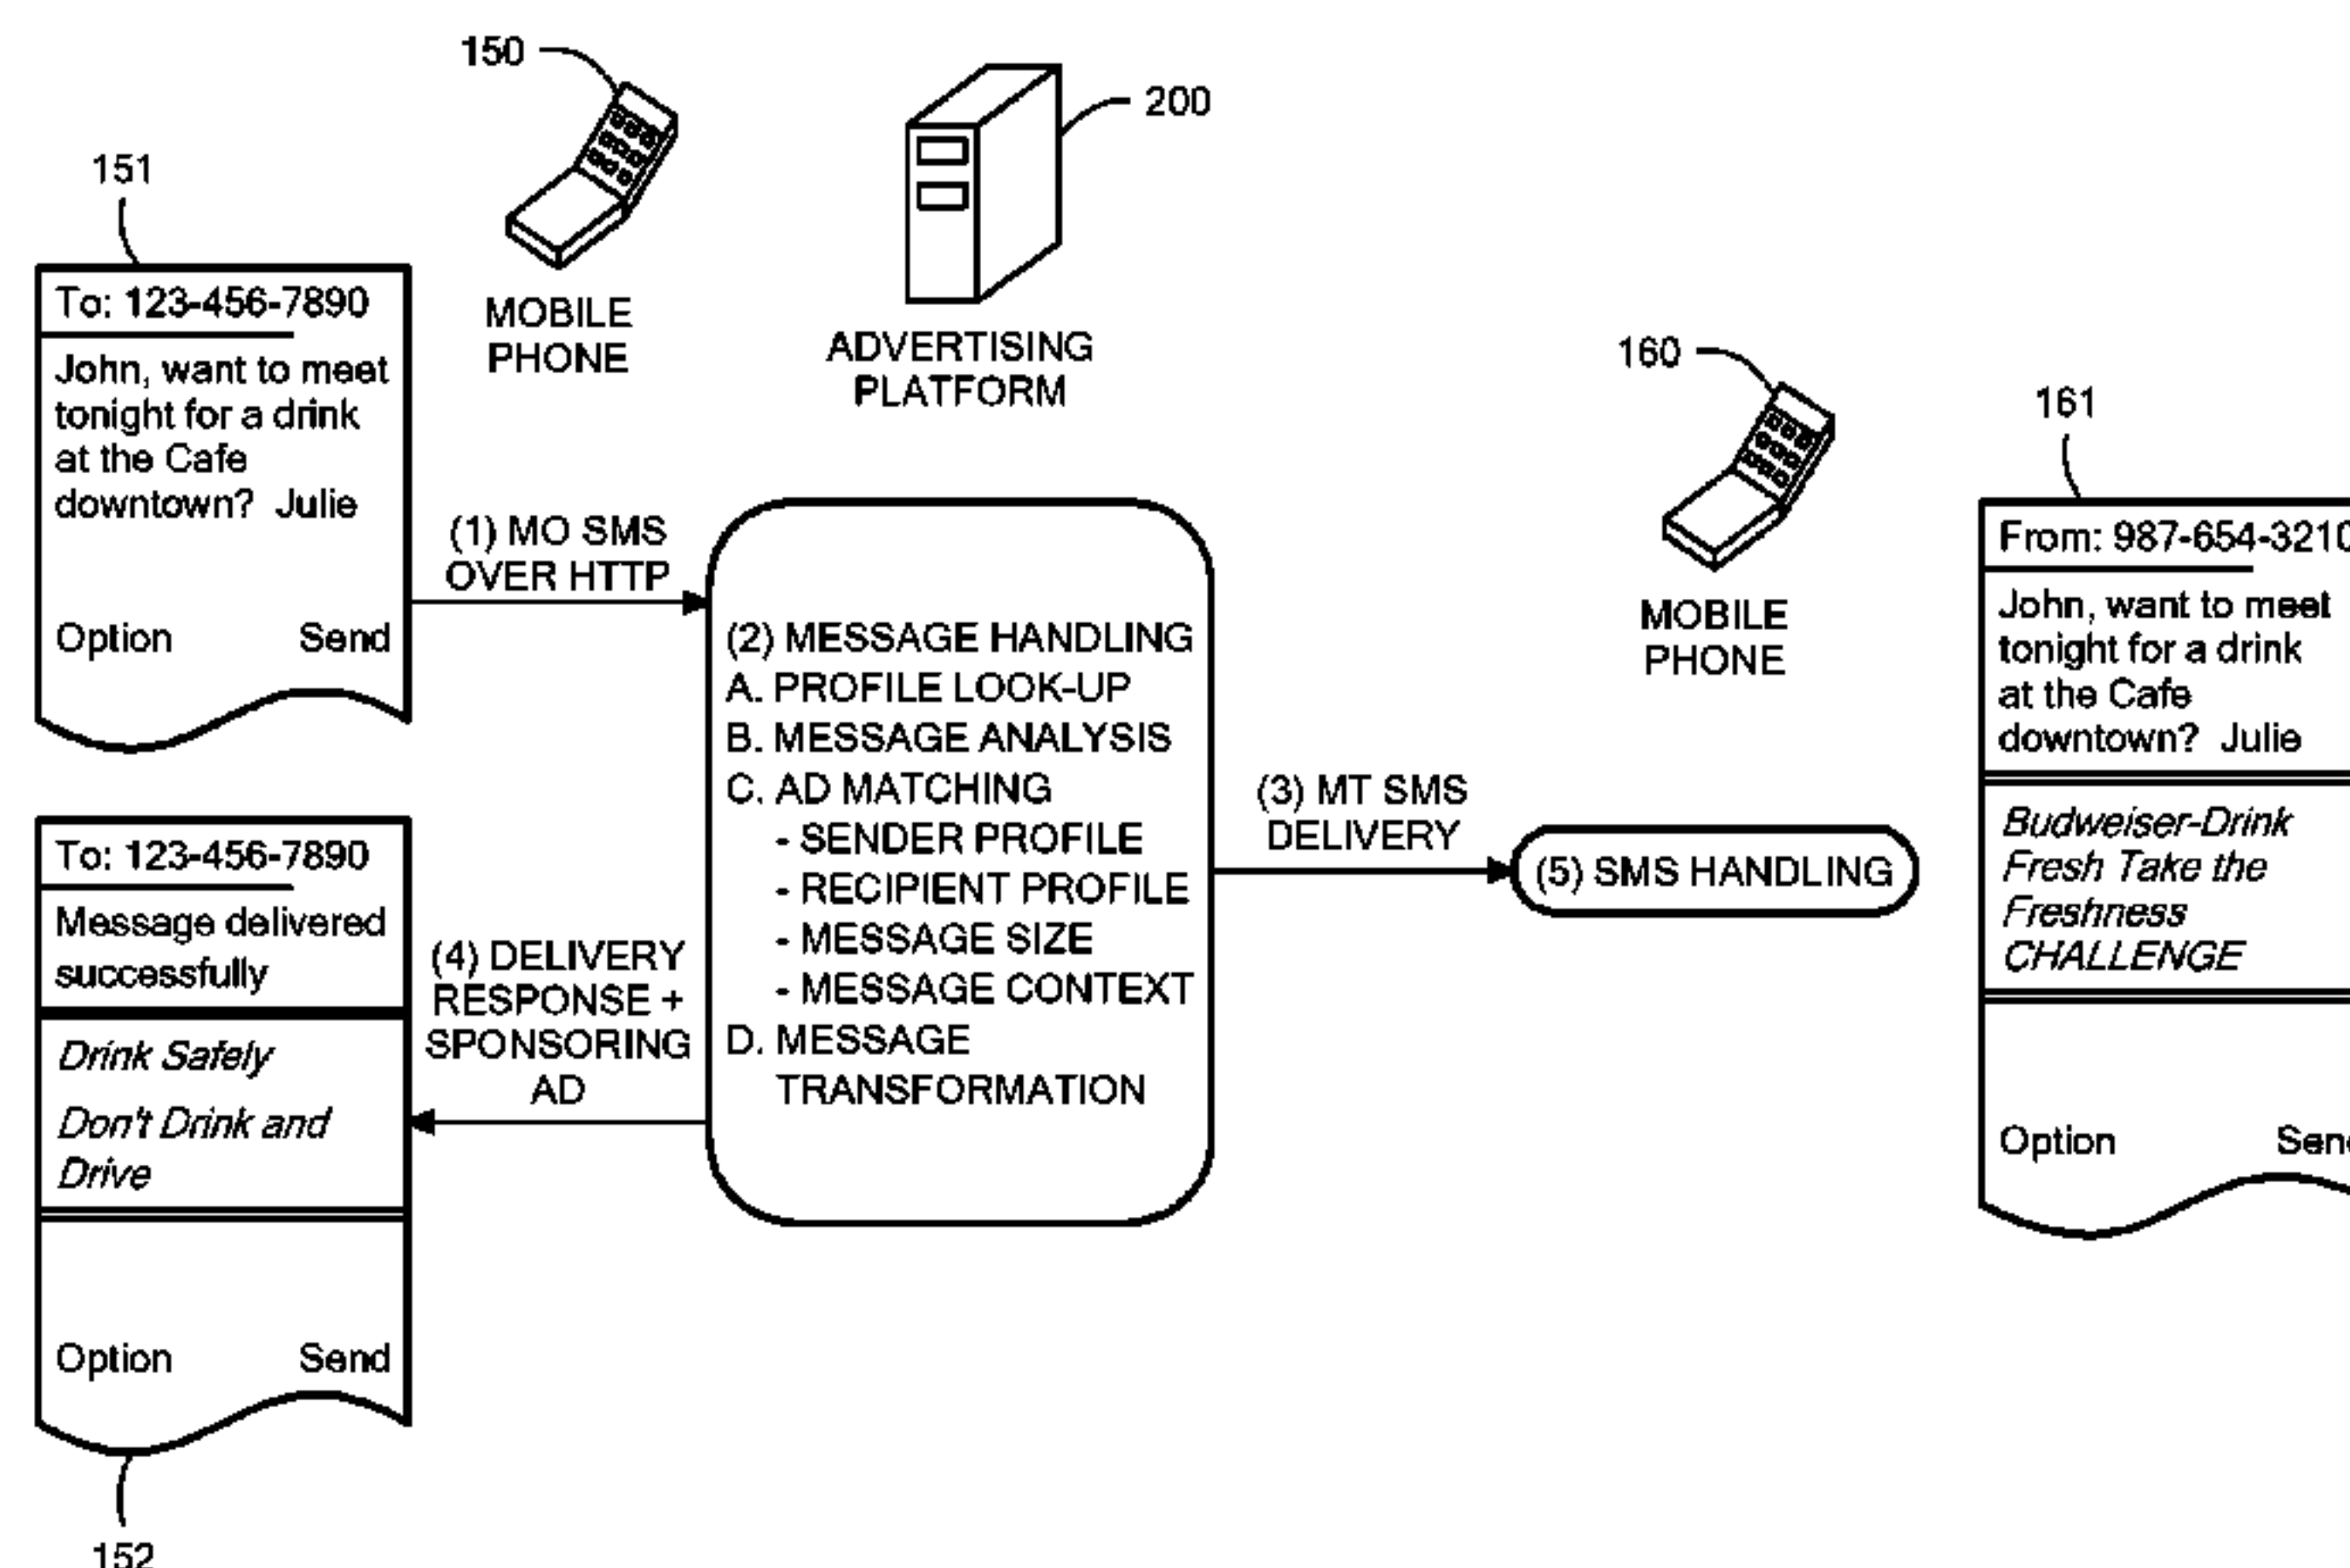 150
200
151
To: 123-456-7890
John, want to meet
tonight for a drink
at the Cafe
downtown? Julie
Option Send
MOBILE
PHONE
ADVERTISING
PLATFORM
(1) MO SMS
OVER HTTP
(2) MESSAGE HANDLING
A. PROFILE LOOK-UP
B. MESSAGE ANALYSIS
C. AD MATCHING
- SENDER PROFILE
- RECIPIENT PROFILE
- MESSAGE SIZE
- MESSAGE CONTEXT
D. MESSAGE
TRANSFORMATION
(3) MT SMS
DELIVERY
(4) DELIVERY
RESPONSE +
SPONSORING
AD
To: 123-456-7890
Message delivered
successfully
Drink Safely
Don't Drink and
Drive
Option Send
152
160
MOBILE
PHONE
(5) SMS HANDLING
161
From: 987-654-3210
John, want to meet
tonight for a drink
at the Cafe
downtown? Julie
Budweiser-Drink
Fresh Take the
Freshness
CHALLENGE
Option Send